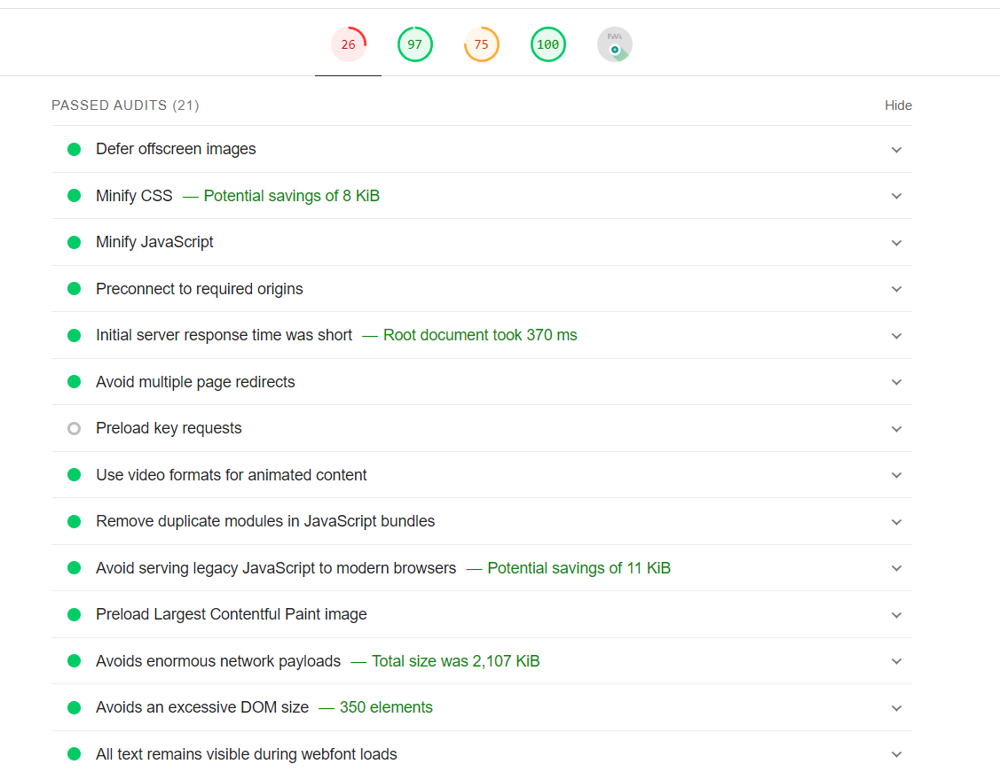 26 97 75 100 PWA
PASSED AUDITS (21) Hide
Defer offscreen images
Minify CSS — Potential savings of 8 KiB
Minify JavaScript
Preconnect to required origins
Initial server response time was short — Root document took 370 ms
Avoid multiple page redirects
Preload key requests
Use video formats for animated content
Remove duplicate modules in JavaScript bundles
Avoid serving legacy JavaScript to modern browsers — Potential savings of 11 KiB
Preload Largest Contentful Paint image
Avoids enormous network payloads — Total size was 2,107 KiB
Avoids an excessive DOM size — 350 elements
All text remains visible during webfont loads